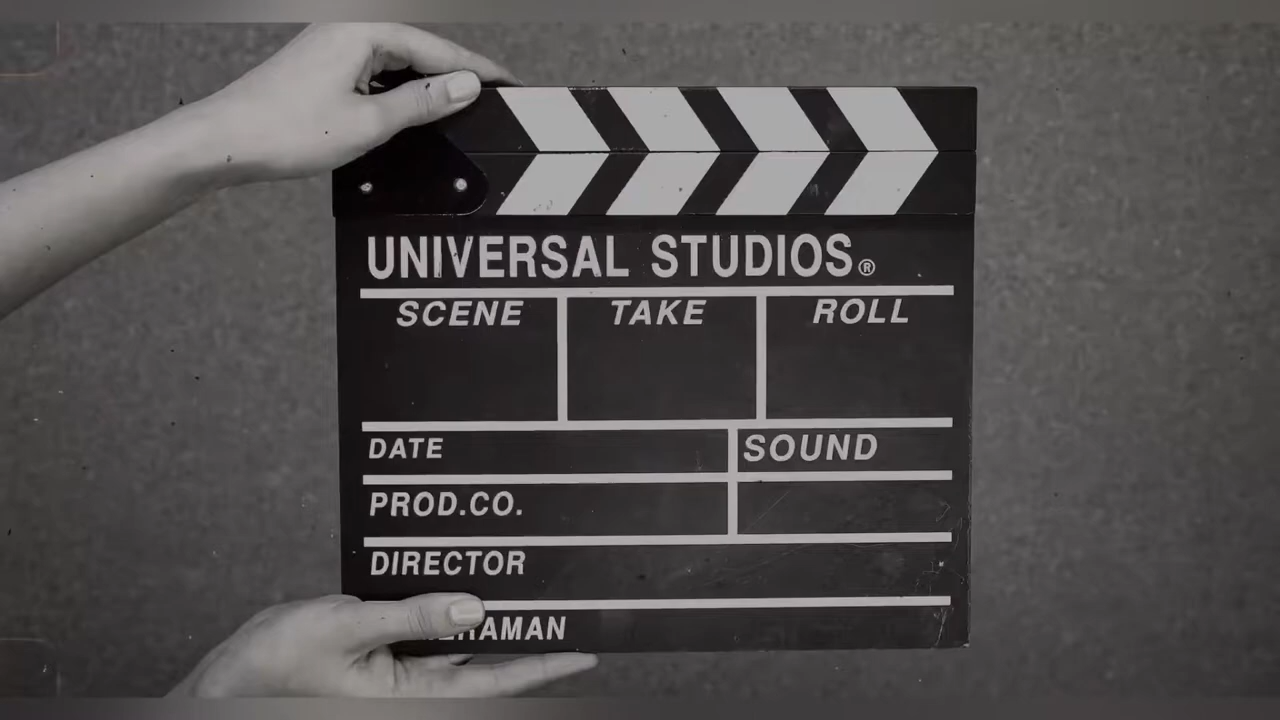 UNIVERSAL STUDIOS®
SCENE TAKE ROLL
DATE SOUND
PROD.CO.
DIRECTOR